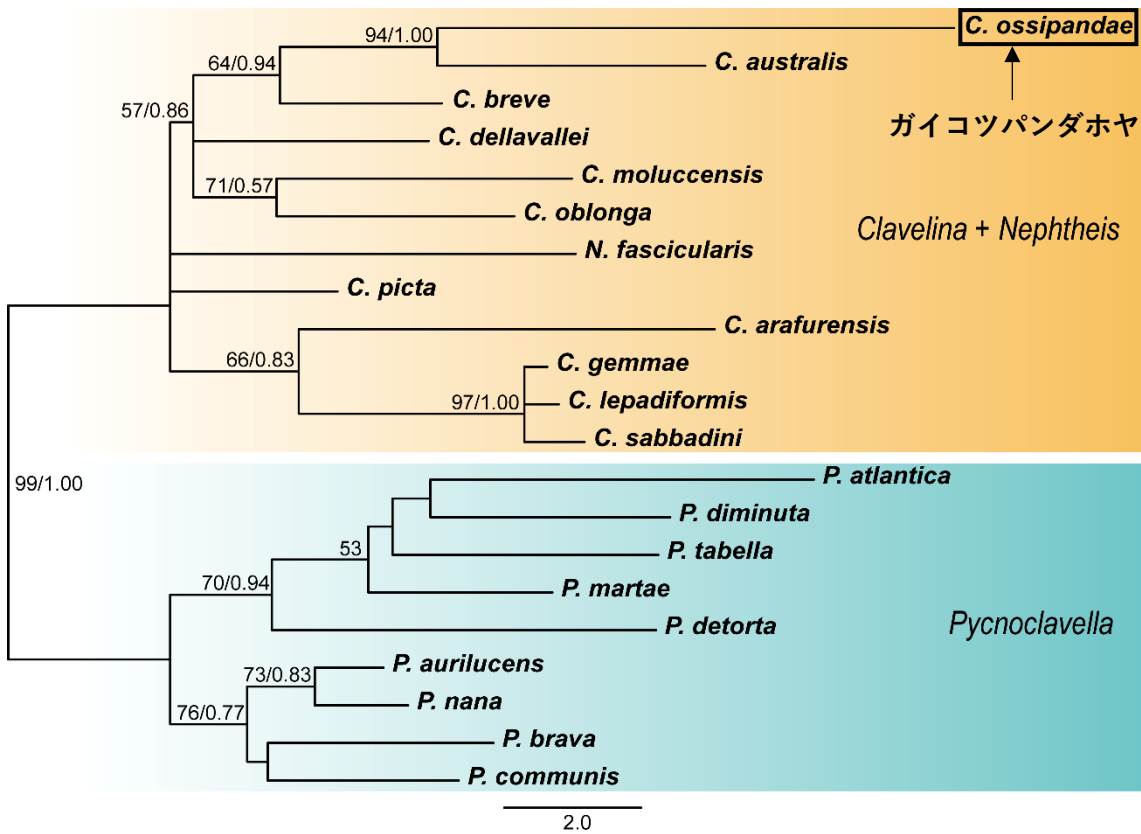 94/1.00
C. ossipandae
64/0.94
C. australis
57/0.86
C. breve
ガイコツパンダホヤ
C. dellavallei
71/0.57
C. moluccensis
C. oblonga
Clavelina + Nephtheis
N. fascicularis
C. picta
C. arafurensis
66/0.83
C. gemmae
97/1.00
C. lepadiformis
C. sabbadini
99/1.00
P. atlantica
P. diminuta
53
P. tabella
70/0.94
P. martae
P. detorta
Pycnoclavella
73/0.83
P. aurilucens
P. nana
76/0.77
P. brava
P. communis
2.0